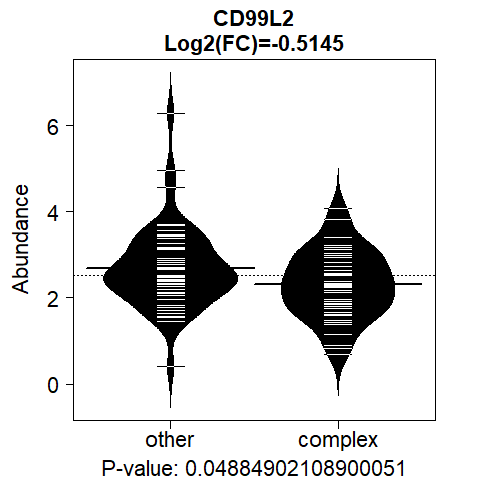 CD99L2
Log2(FC)=-0.5145
Abundance
6
4
2
0
other complex
P-value: 0.04884902108900051